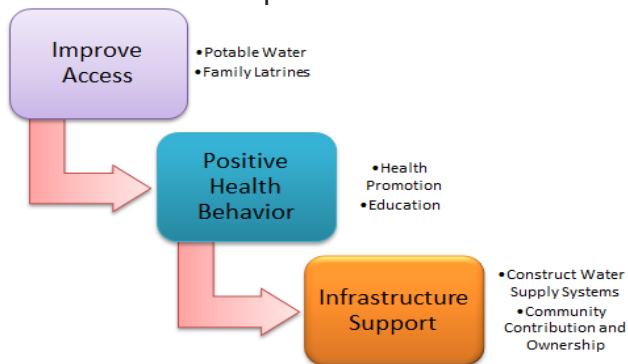 Improve
Access
•Potable Water
•Family Latrines
Positive
Health
Behavior
•Health
Promotion
•Education
Infrastructure
Support
•Construct Water
Supply Systems
•Community
Contribution and
Ownership